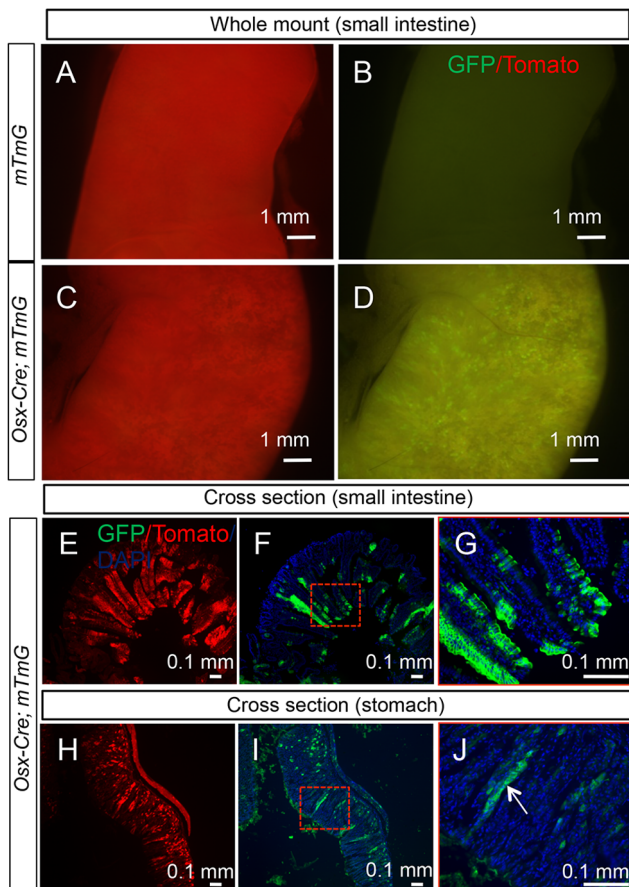 Whole mount (small intestine)
mTmG
A
B
GFP/Tomato
1 mm
1 mm
Osx-Cre; mTmG
C
D
1 mm
1 mm
Cross section (small intestine)
Osx-Cre; mTmG
E
GFP/Tomato/
DAPI
F
G
0.1 mm
0.1 mm
0.1 mm
Cross section (stomach)
H
I
J
0.1 mm
0.1 mm
0.1 mm